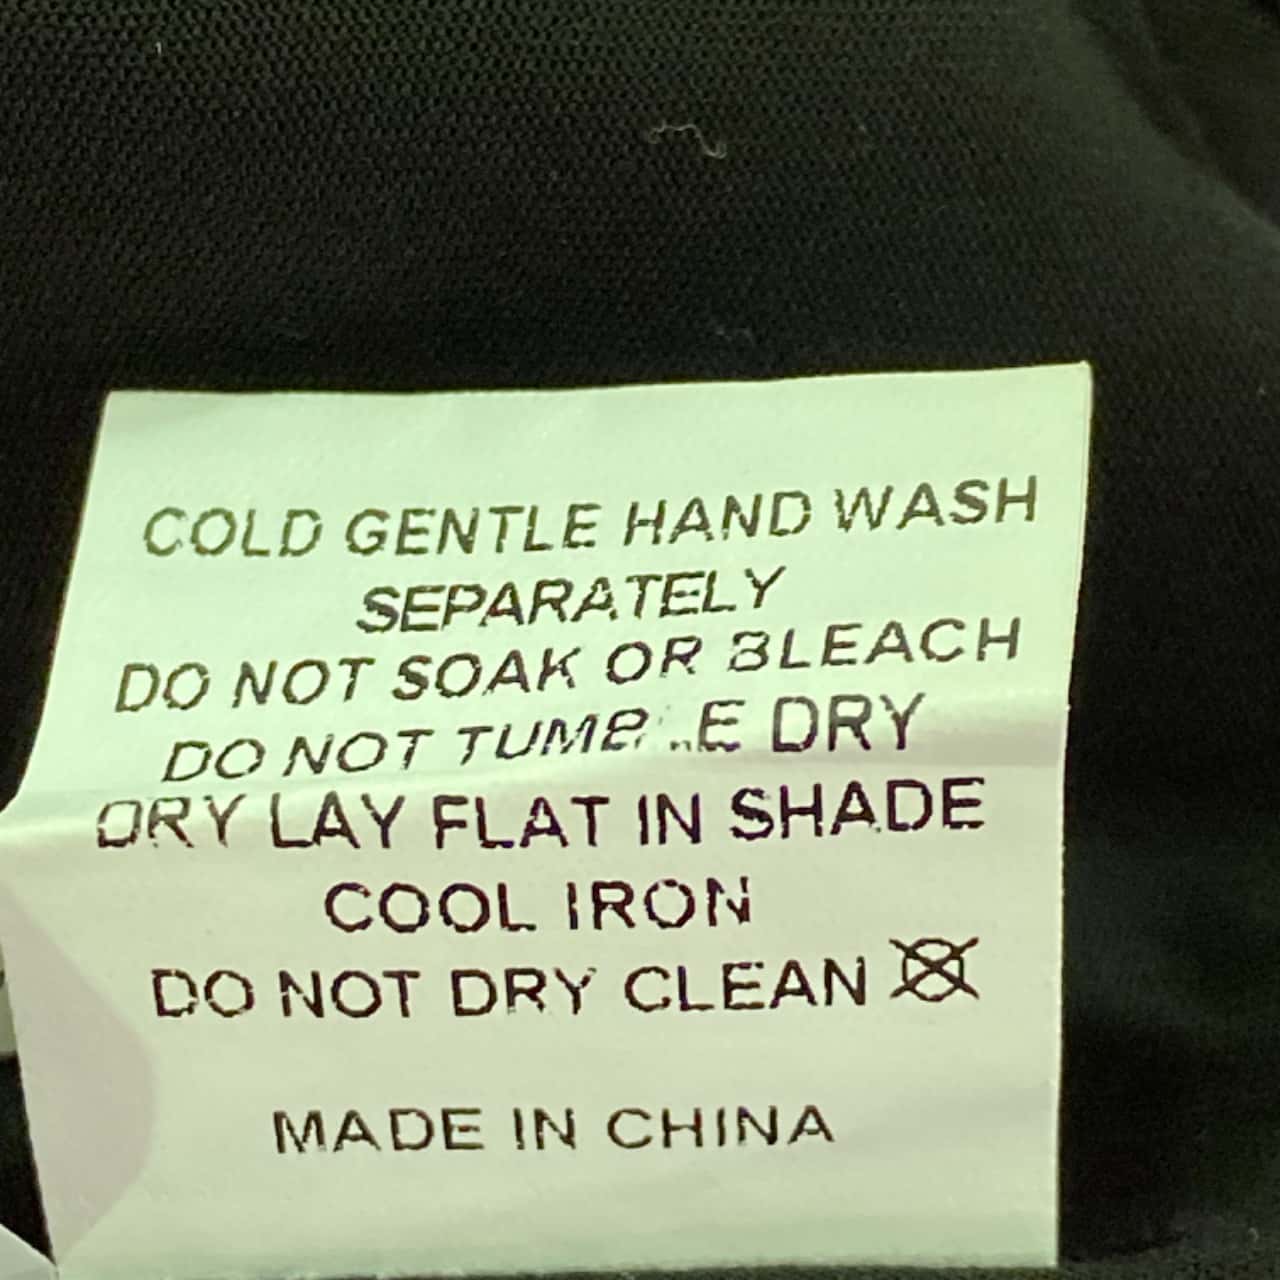 COLD GENTLE HAND WASH
SEPARATELY
DO NOT SOAK OR BLEACH
DO NOT TUMBLE DRY
DRY LAY FLAT IN SHADE
COOL IRON
DO NOT DRY CLEAN
MADE IN CHINA